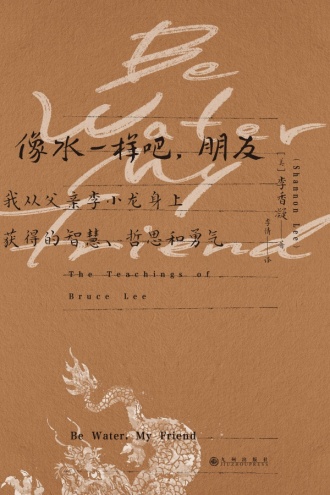 Be
Water
My
Friend
像水一样吧，朋友
我从父亲李小龙身上
获得的智慧、哲思和勇气
The Teachings of
Bruce Lee
[美]李香凝 著
(Shannon Lee)
李倩 译
Be Water, My Friend
九州出版社
JIUZHOUPRESS